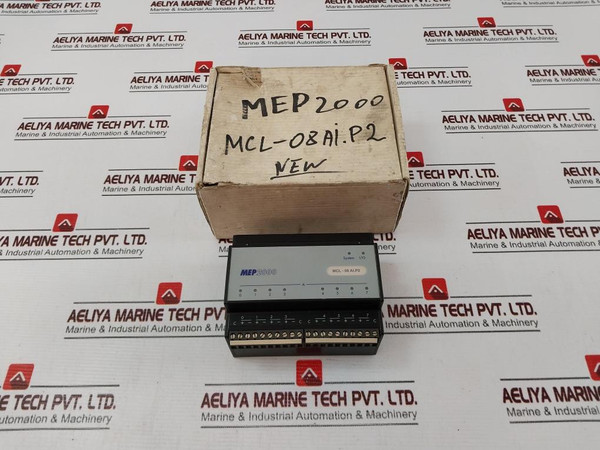 AELIYA MARINE TECH PVT. LTD.
Marine & Industrial Automation & Machinery
MEP2000
MCL-08Ai.P2
NEW
MEP2000
MCL - 08 AI.P2